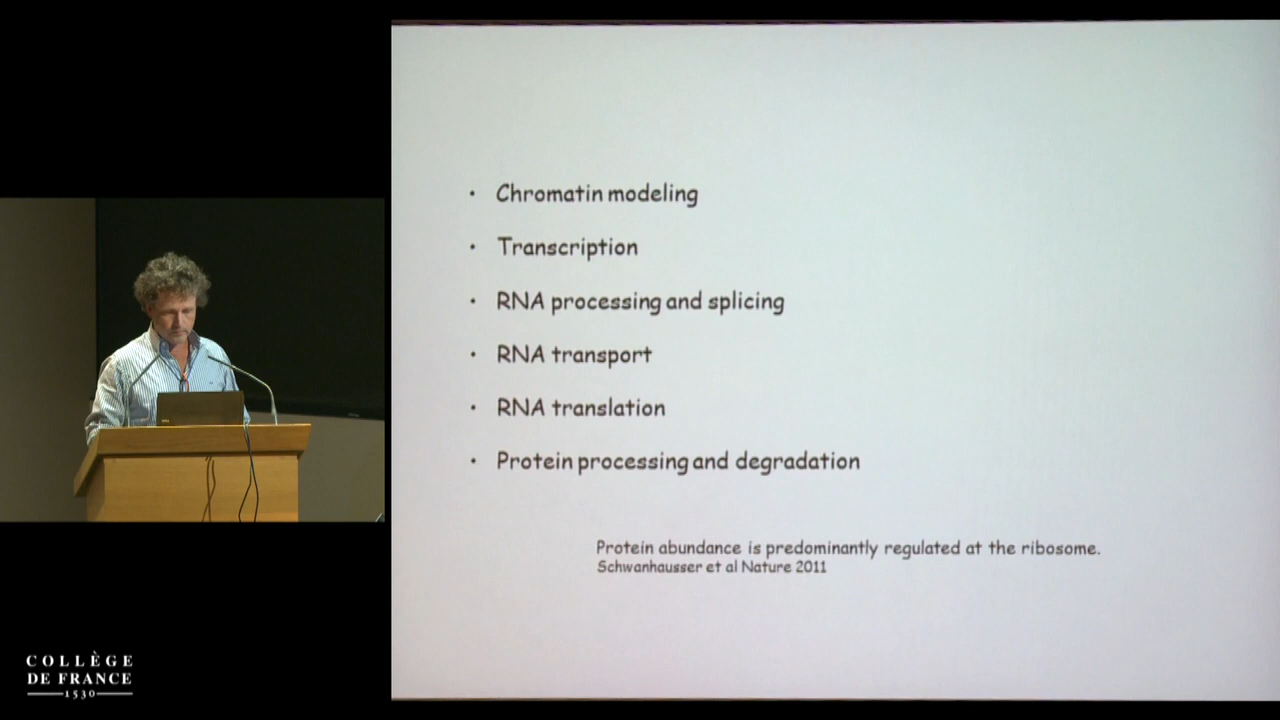 • Chromatin modeling
• Transcription
• RNA processing and splicing
• RNA transport
• RNA translation
• Protein processing and degradation
Protein abundance is predominantly regulated at the ribosome.
Schwanhausser et al Nature 2011
COLLÈGE
DE FRANCE
1530